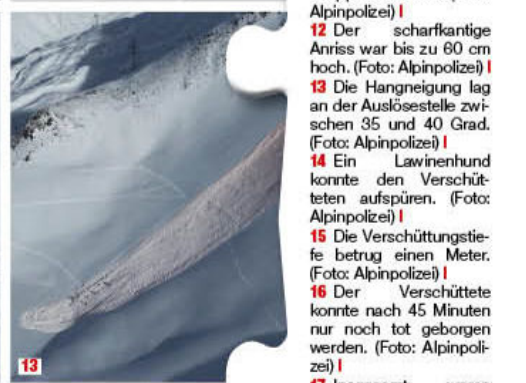 Alpinpolizei) I
12 Der scharfkantige
Anriss war bis zu 60 cm
hoch. (Foto: Alpinpolizei) I
13 Die Hangneigung lag
an der Auslösestelle zwi-
schen 35 und 40 Grad.
(Foto: Alpinpolizei) I
14 Ein Lawinenhund
konnte den Verschüt-
teten aufspüren. (Foto:
Alpinpolizei) I
15 Die Verschüttungstie-
fe betrug einen Meter.
(Foto: Alpinpolizei) I
16 Der Verschüttete
konnte nach 45 Minuten
nur noch tot geborgen
werden. (Foto: Alpinpoli-
zei) I
17
13